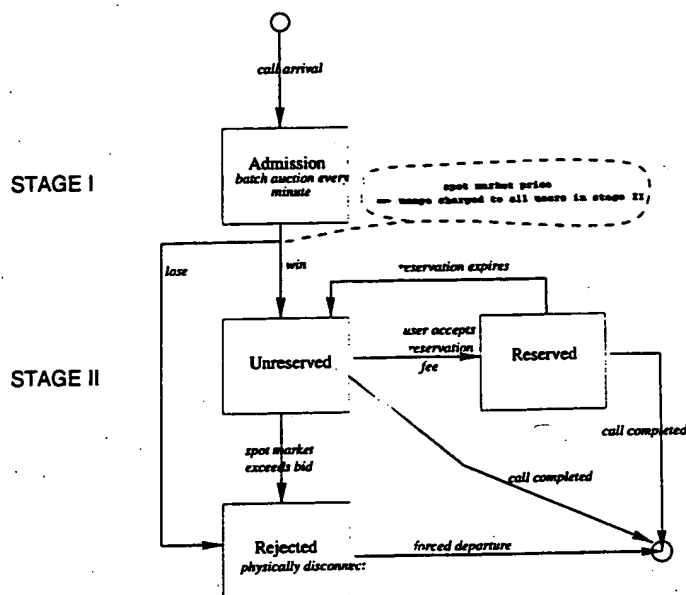 call arrival
STAGE I
Admission
batch auction every
minute
spot market price
usage charged to all users in stage II
lose
win
reservation expires
user accepts
reservation
fee
Unreserved
Reserved
STAGE II
call completed
spot market
exceeds bid
call completed
Rejected
physically disconnect
forced departure